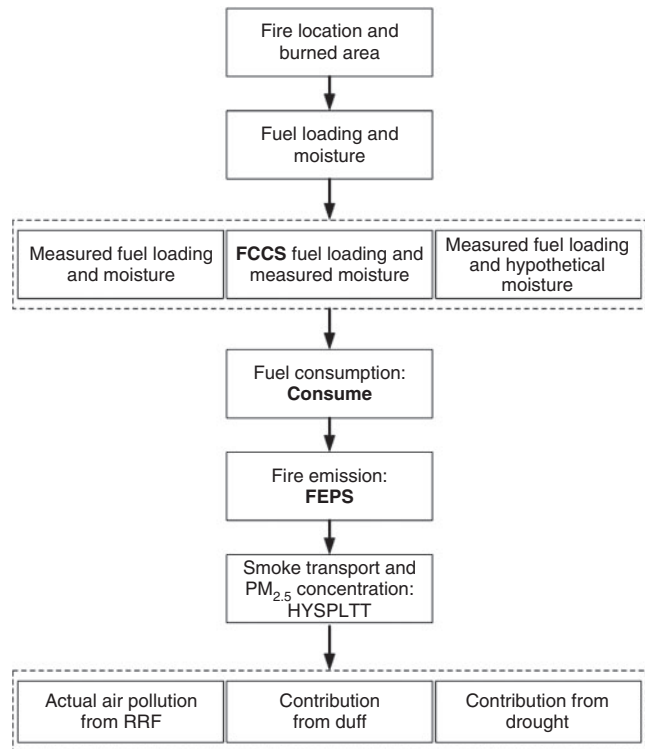 Fire location and
burned area
Fuel loading and
moisture
Measured fuel loading
and moisture
FCCS fuel loading and
measured moisture
Measured fuel loading
and hypothetical
moisture
Fuel consumption:
Consume
Fire emission:
FEPS
Smoke transport and
PM2.5 concentration:
HYSPLTT
Actual air pollution
from RRF
Contribution
from duff
Contribution from
drought